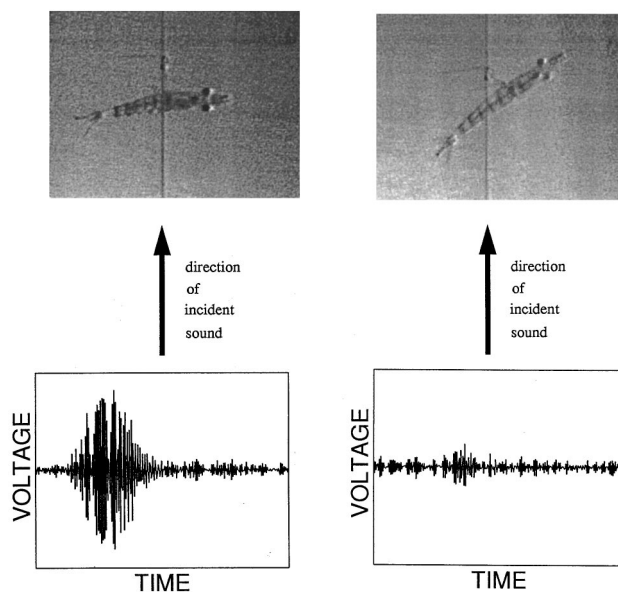 direction
of
incident
sound
direction
of
incident
sound
VOLTAGE
TIME
VOLTAGE
TIME